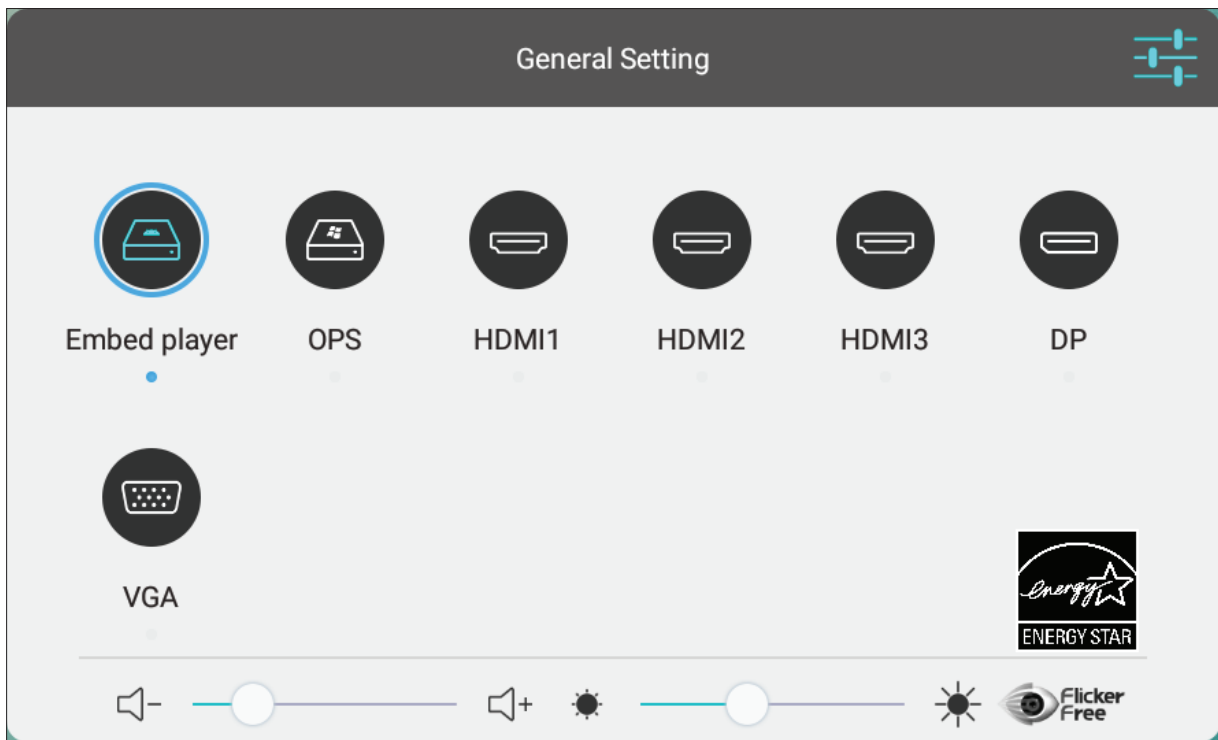 General Setting
Embed player OPS HDMI1 HDMI2 HDMI3 DP
VGA
energy
ENERGY STAR
Flicker
Free